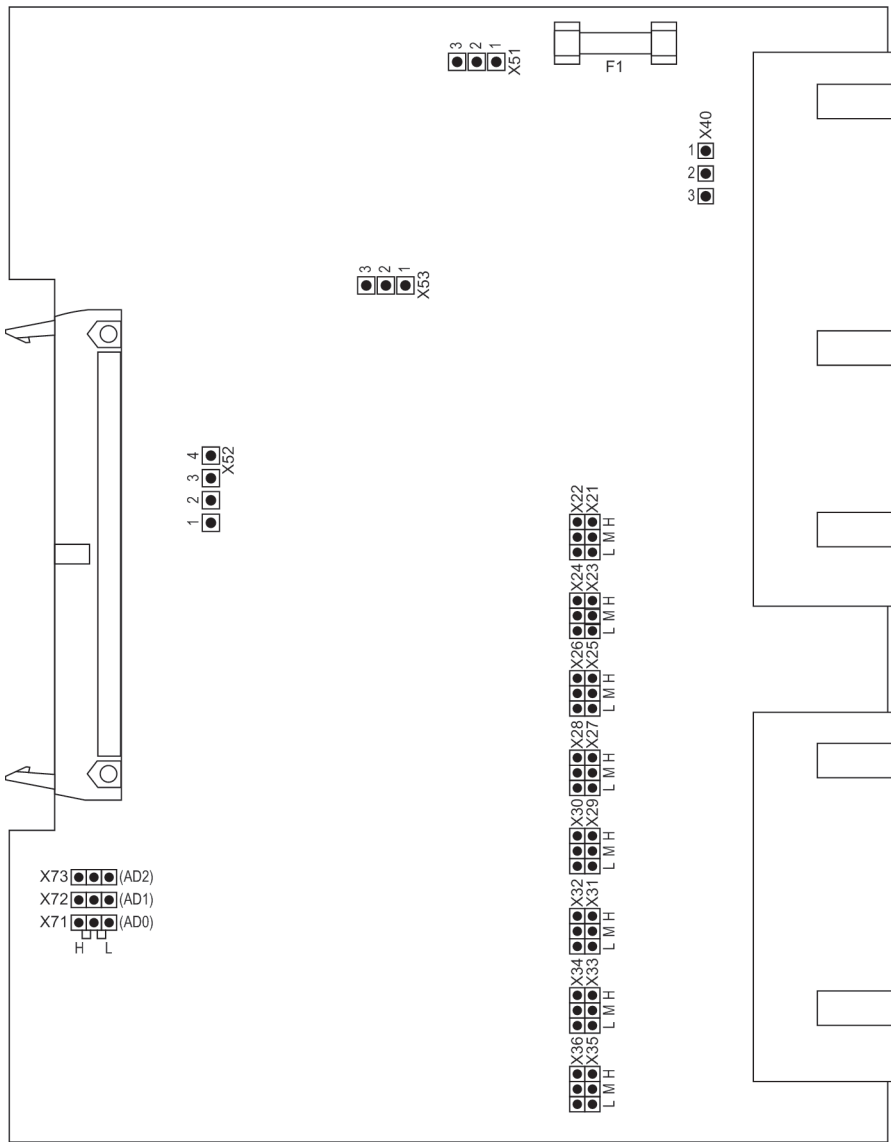 3 2 1
X51
F1
X40
1
2
3
3 2 1
X53
1 2 3 4
X52
X22 X21
L M H
X24 X23
L M H
X26 X25
L M H
X28 X27
L M H
X30 X29
L M H
X73 (AD2)
X72 (AD1)
X71 (AD0)
H L
X32 X31
L M H
X34 X33
L M H
X36 X35
L M H